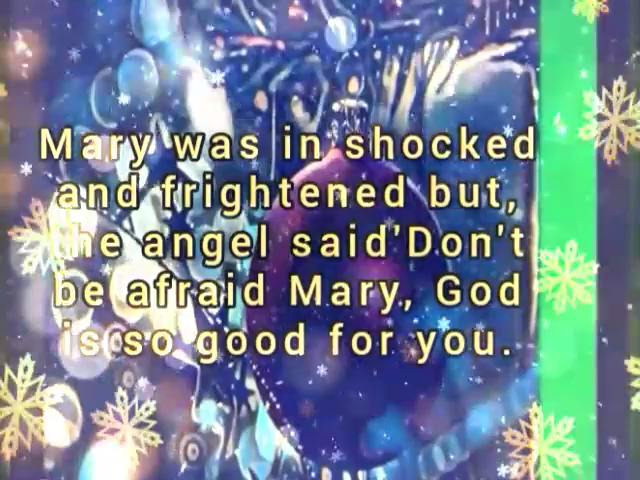 Mary was in shocked
and frightened but,
the angel said'Don't
be afraid Mary, God
is so good for you.